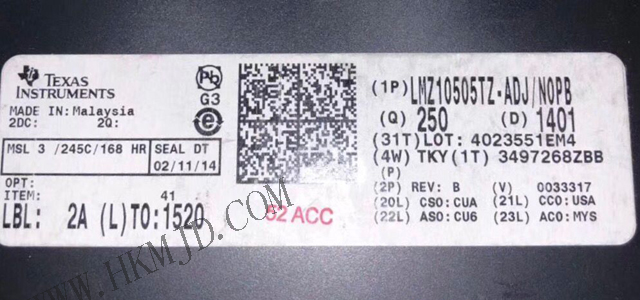 TEXAS
INSTRUMENTS
MADE IN: Malaysia
2DC: 2Q:
Pb
G3
e
MSL 3 /245C/168 HR
SEAL DT
02/11/14
OPT:
ITEM: 41
LBL: 2A (L)TO:1520
52 ACC
(1P) LMZ10505TZ-ADJ/NOPB
(Q) 250 (D) 1401
(31T) LOT: 4023551EM4
(4W) TKY(1T) 3497268ZBB
(P)
(2P) REV: B (V) 0033317
(20L) CSO: CUA (21L) CCO:USA
(22L) ASO: CU6 (23L) ACO:MYS
WWW.HKMJD.COM